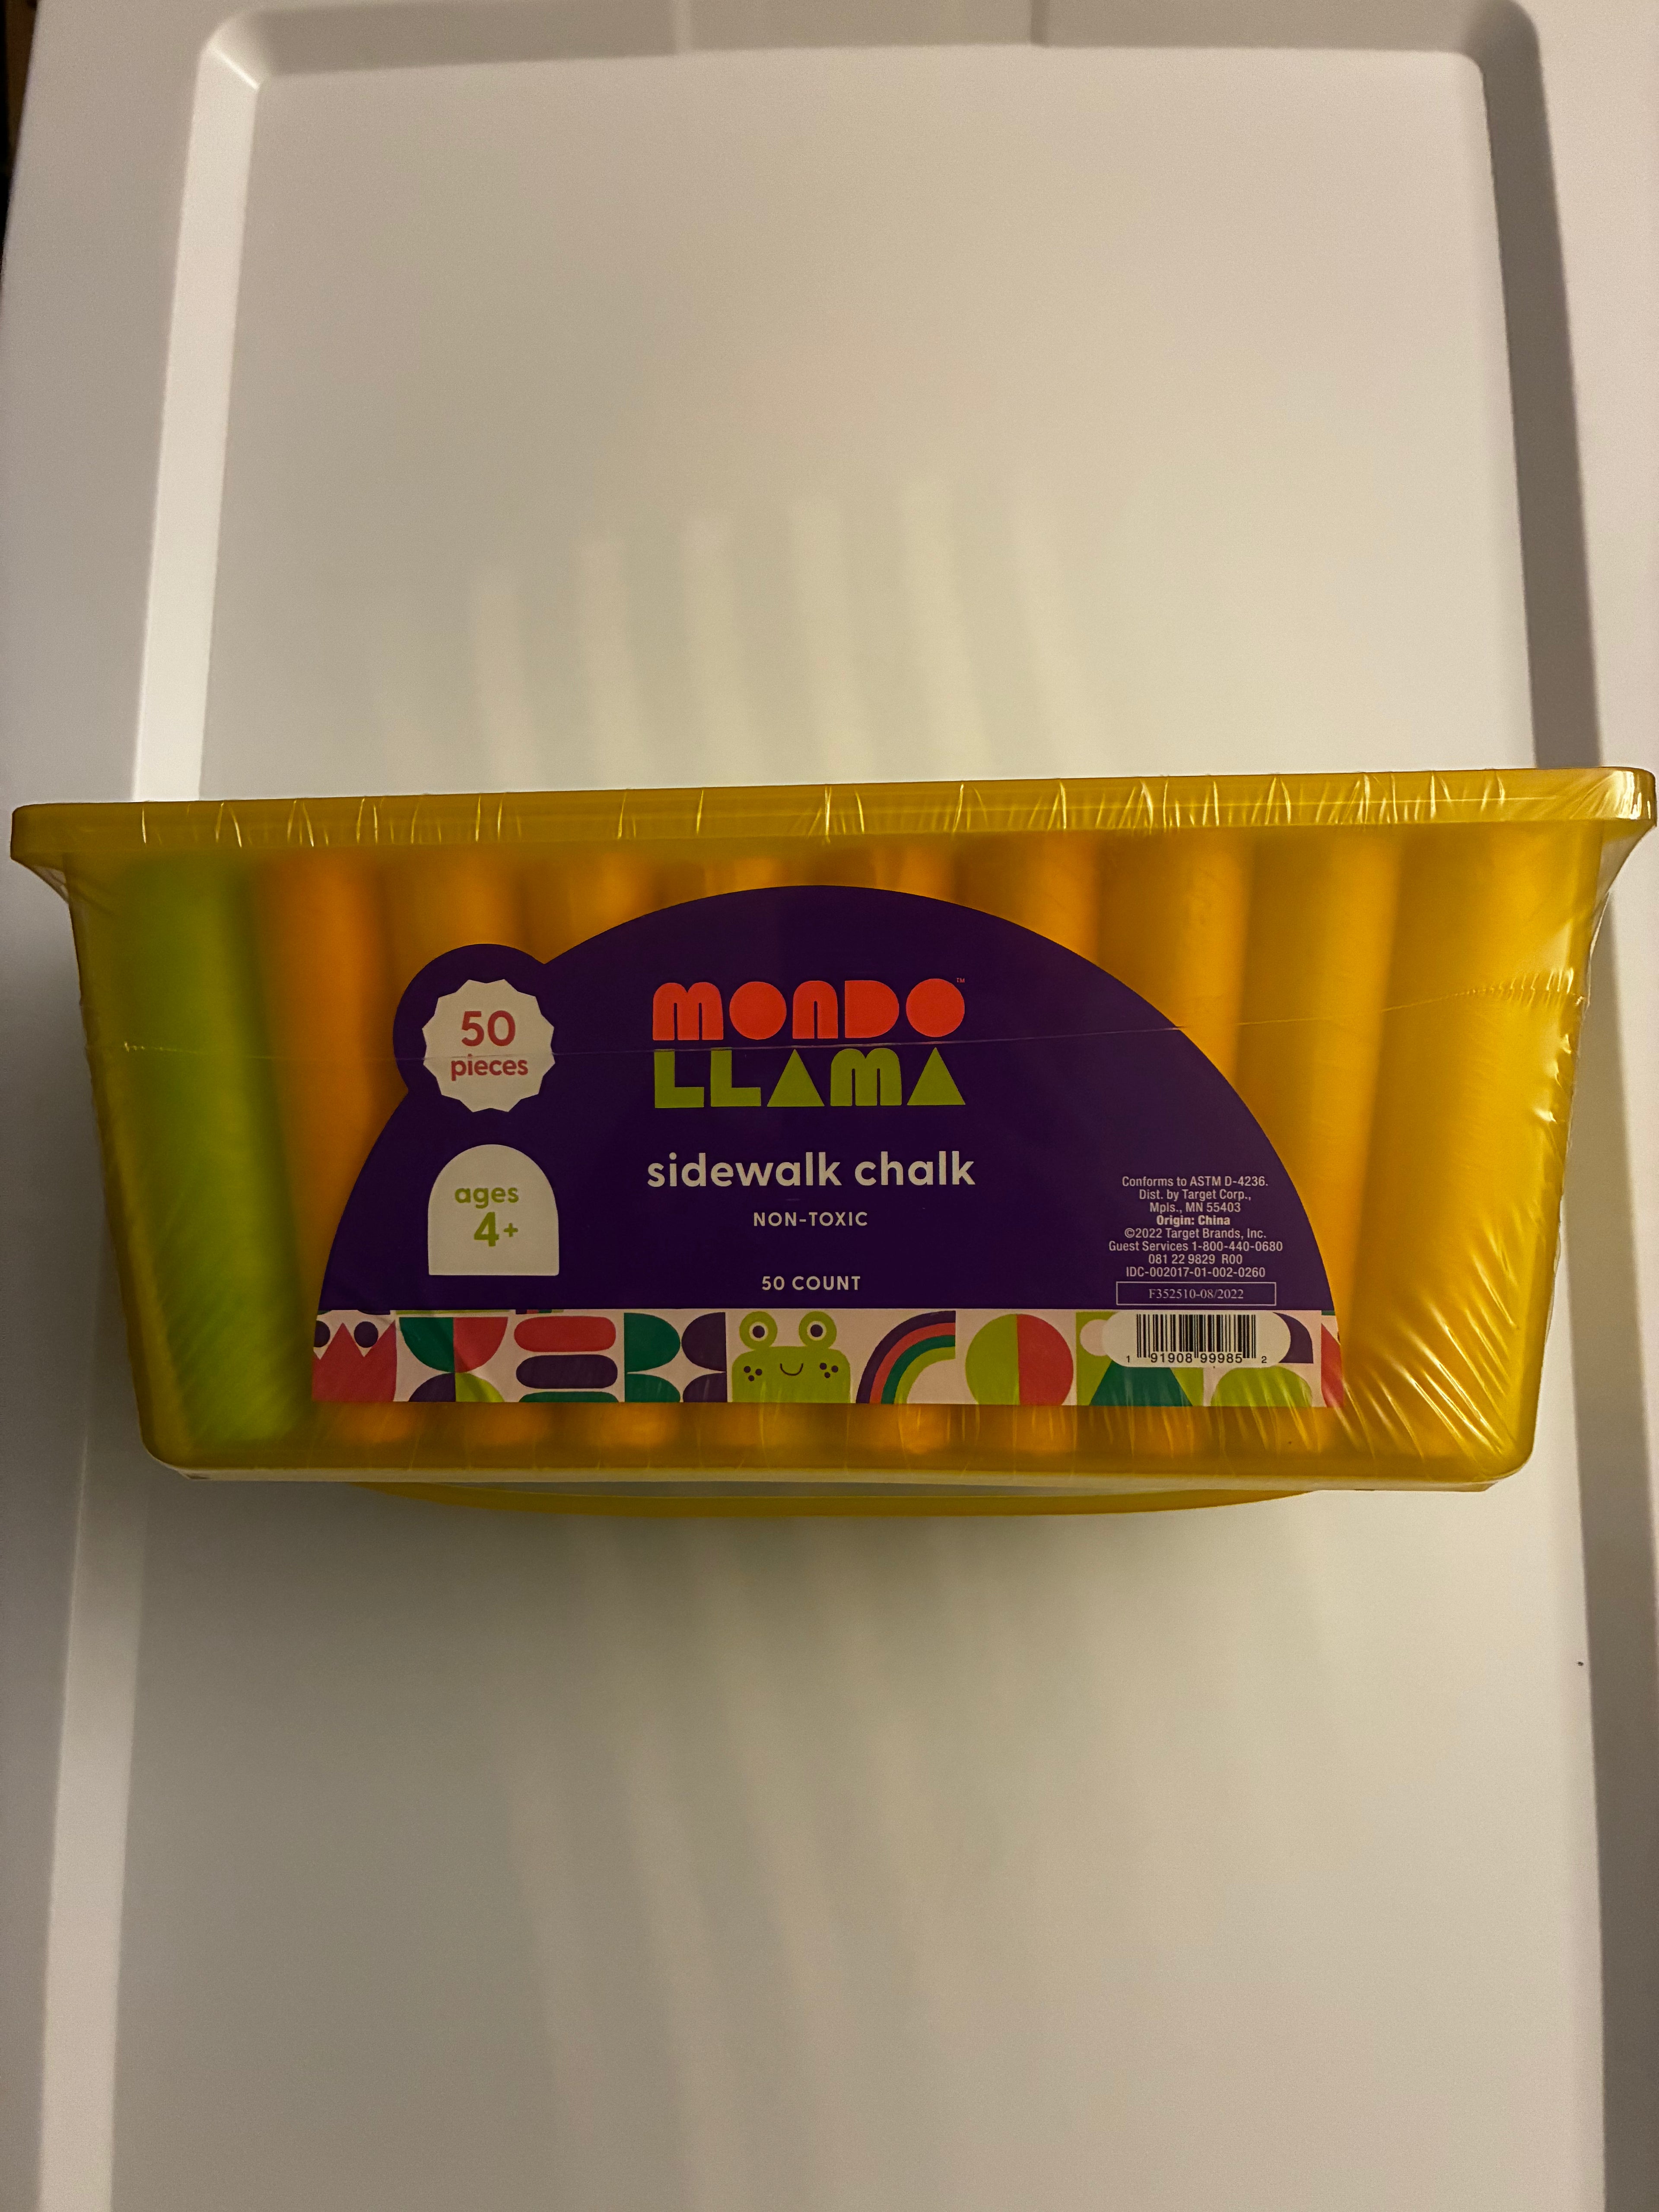 50
pieces
MONDO™
LLAMA
ages
4+
sidewalk chalk
NON-TOXIC
50 COUNT
Conforms to ASTM D-4236.
Dist. by Target Corp.,
Mpls., MN 55403
Origin: China
©2022 Target Brands, Inc.
Guest Services 1-800-440-0680
081 22 9829 R00
IDC-002017-01-002-0260
F352510-08/2022
1 91908 99985 2